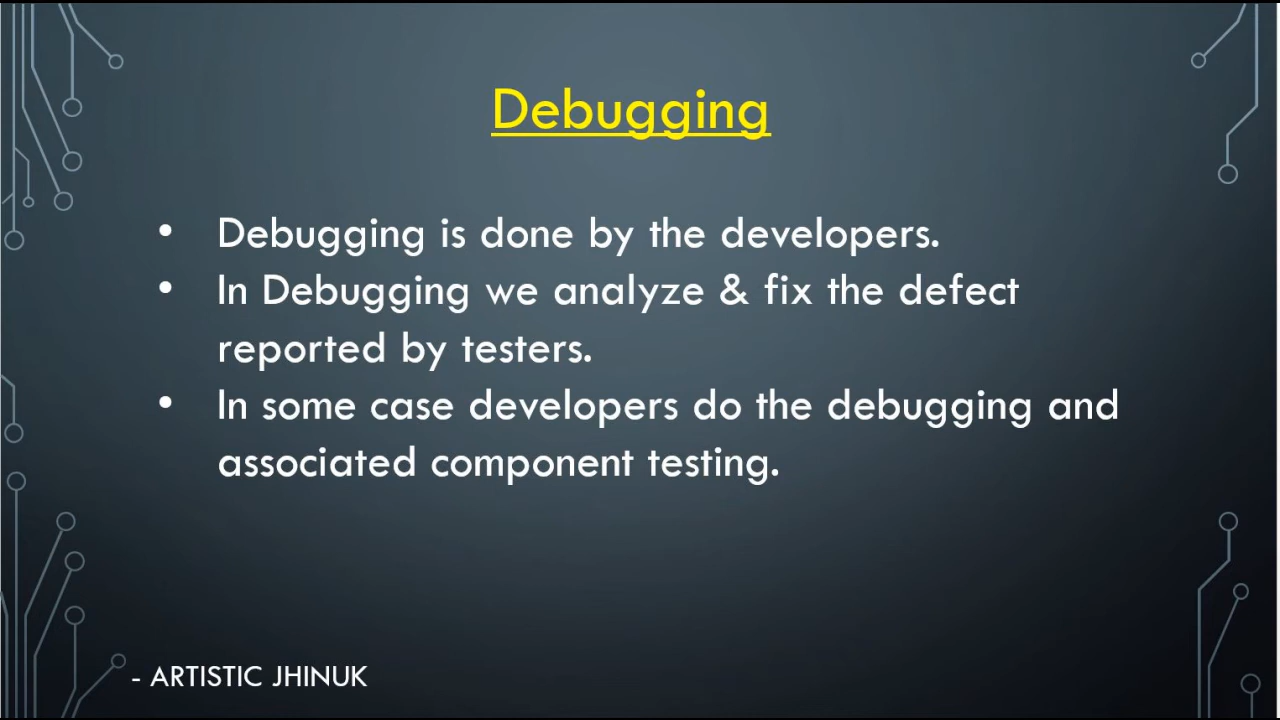 Debugging
• Debugging is done by the developers.
• In Debugging we analyze & fix the defect
reported by testers.
• In some case developers do the debugging and
associated component testing.
- ARTISTIC JHINUK